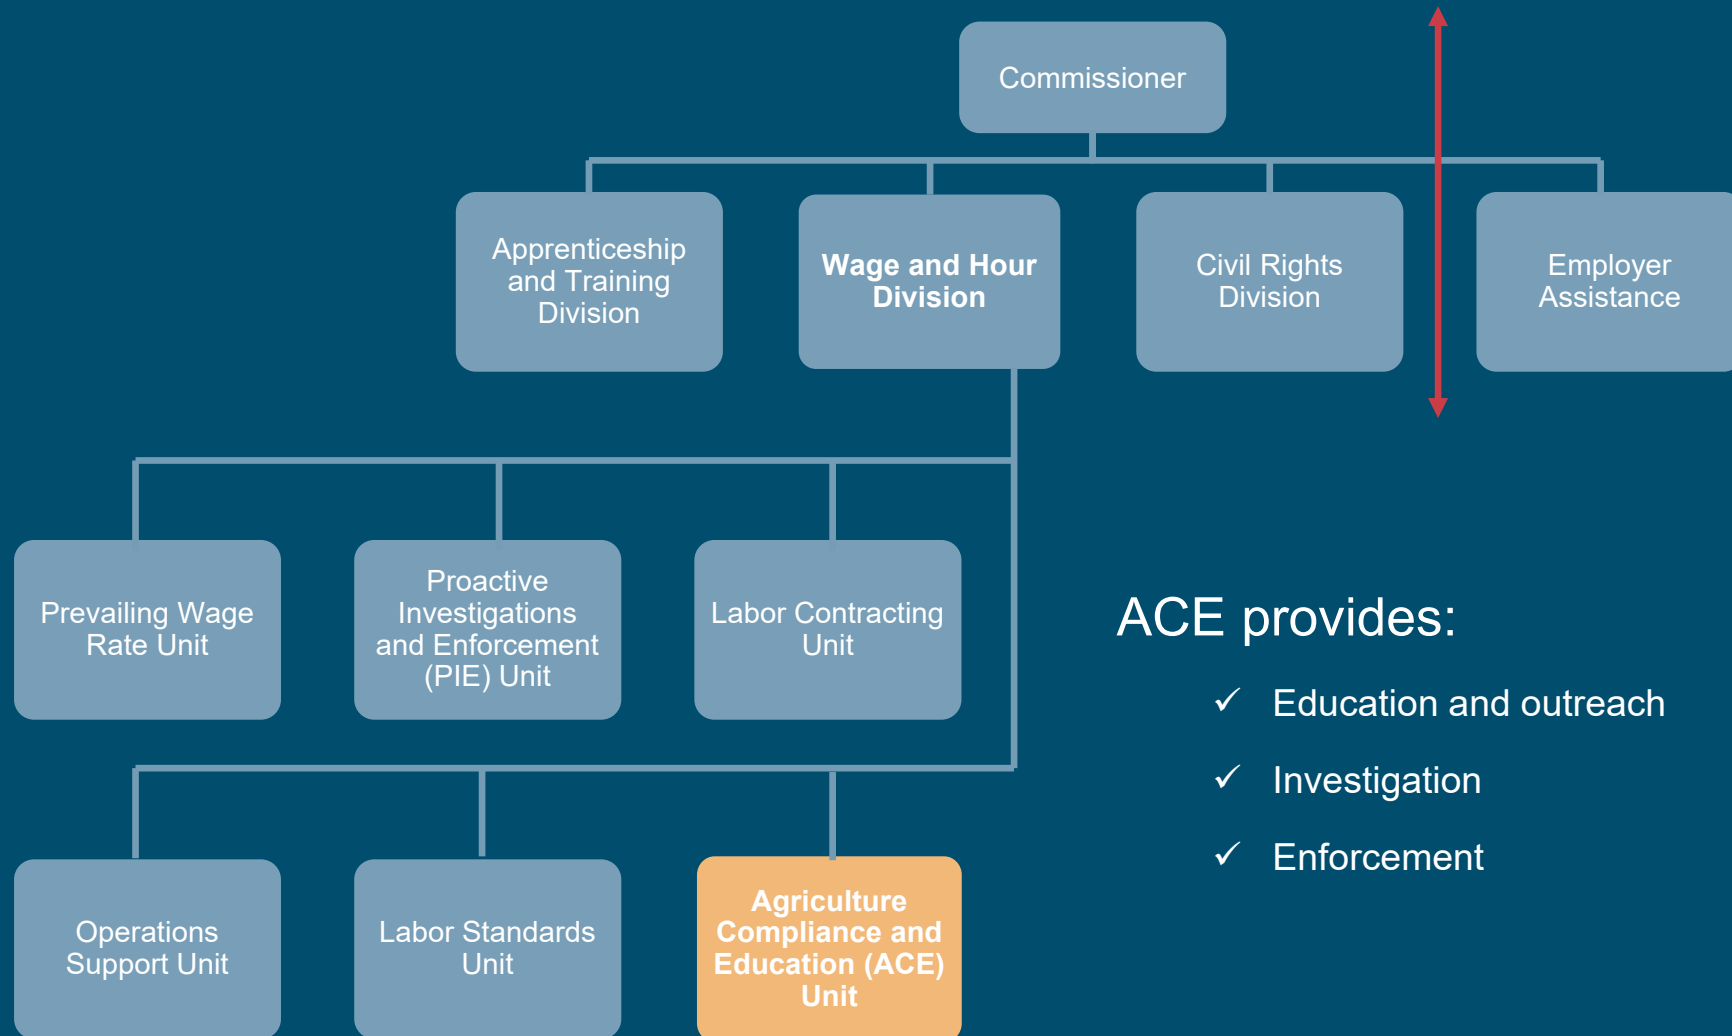 Commissioner
Apprenticeship
and Training
Division
Wage and Hour
Division
Civil Rights
Division
Employer
Assistance
Prevailing Wage
Rate Unit
Proactive
Investigations
and Enforcement
(PIE) Unit
Labor Contracting
Unit
ACE provides:
✓ Education and outreach
✓ Investigation
✓ Enforcement
Operations
Support Unit
Labor Standards
Unit
Agriculture
Compliance and
Education (ACE)
Unit